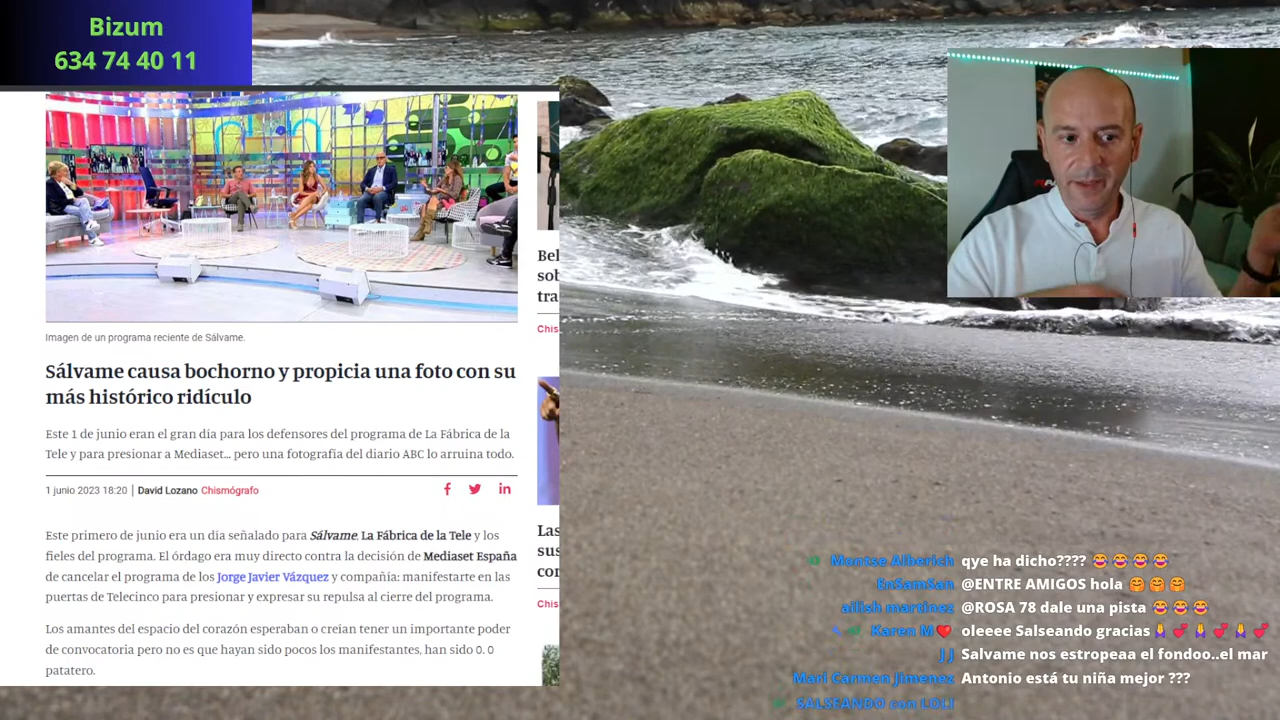 Bizum
634 74 40 11
Imagen de un programa reciente de Sálvame.
Sálvame causa bochorno y propicia una foto con su
más histórico ridículo
Este 1 de junio eran el gran día para los defensores del programa de La Fábrica de la
Tele y para presionar a Mediaset... pero una fotografía del diario ABC lo arruina todo.
1 junio 2023 18:20 | David Lozano Chismógrafo
Este primero de junio era un día señalado para Sálvame, La Fábrica de la Tele y los
fieles del programa. El órdago era muy directo contra la decisión de Mediaset España
de cancelar el programa de los Jorge Javier Vázquez y compañía: manifestarte en las
puertas de Telecinco para presionar y expresar su repulsa al cierre del programa.
Los amantes del espacio del corazón esperaban o creían tener un importante poder
de convocatoria pero no es que hayan sido pocos los manifestantes, han sido 0. 0
patatero.
Bel
sob
tra
Chis
Las
sus
con
Chis
Montse Alberich qye ha dicho???? 😂😂😂😂
EnSamSan @ENTRE AMIGOS hola 🤗🤗🤗
ailish martinez @ROSA 78 dale una pista 😂😂😂
Karen M❤️ oleeee Salseando gracias🙏💕🙏💕🙏💕
J J Salvame nos estropeaa el fondoo..el mar
Mari Carmen Jimenez Antonio está tu niña mejor ???
SALSEANDO con LOLI